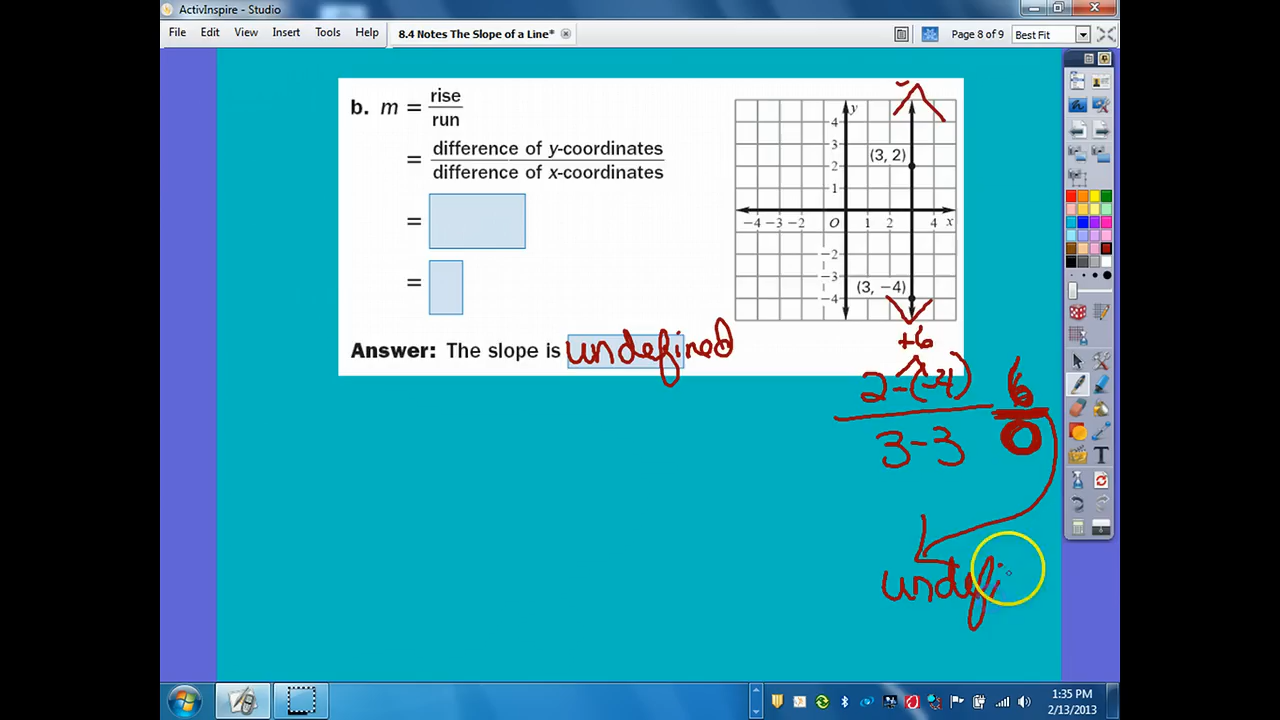 ActivInspire - Studio
File Edit View Insert Tools Help
8.4 Notes The Slope of a Line*
Page 8 of 9
Best Fit
b. m = rise
run
= difference of y-coordinates
difference of x-coordinates
=
=
Answer: The slope is undefined
y
4
3
(3, 2)
2
1
−4 −3 −2 O 1 2 4 x
−2
−3
(3, −4)
−4
+6
2-(-4)
3-3
6
0
undefi
T
1:35 PM
2/13/2013